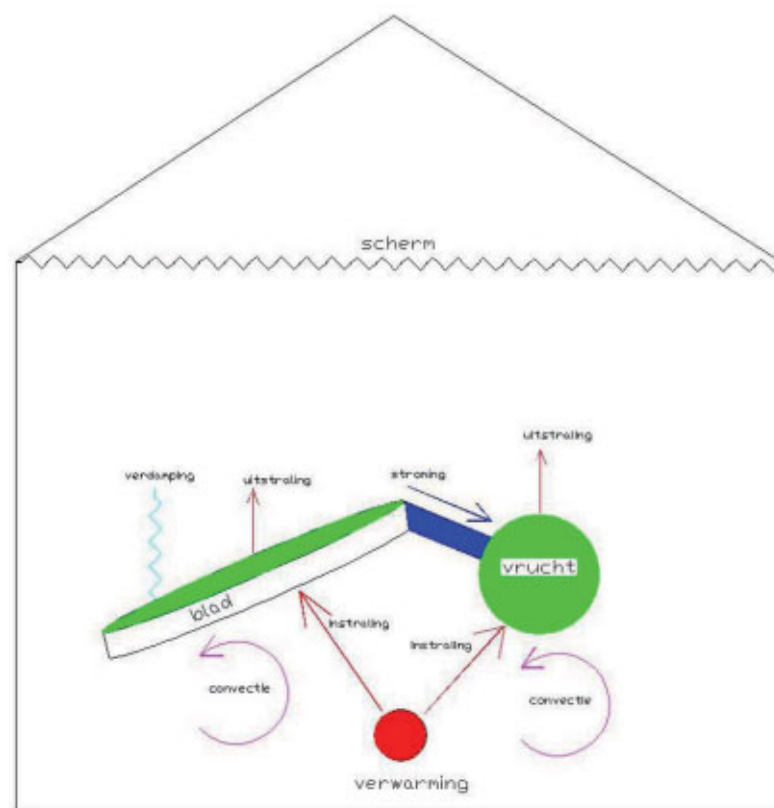 scherm
uitstraling
verdamping
uitstraling
stroming
vrucht
blad
instraling
instraling
convectie
convectie
verwarming